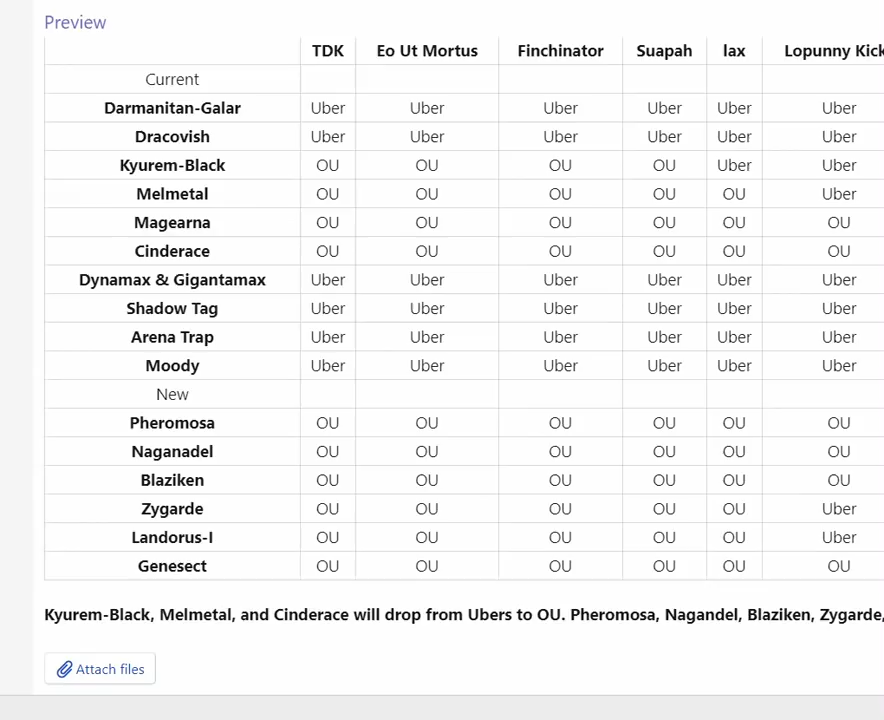 Preview
TDK Eo Ut Mortus Finchinator Suapah lax Lopunny Kick
Current
Darmanitan-Galar Uber Uber Uber Uber Uber Uber
Dracovish Uber Uber Uber Uber Uber Uber
Kyurem-Black OU OU OU OU Uber Uber
Melmetal OU OU OU OU OU Uber
Magearna OU OU OU OU OU OU
Cinderace OU OU OU OU OU OU
Dynamax & Gigantamax Uber Uber Uber Uber Uber Uber
Shadow Tag Uber Uber Uber Uber Uber Uber
Arena Trap Uber Uber Uber Uber Uber Uber
Moody Uber Uber Uber Uber Uber Uber
New
Pheromosa OU OU OU OU OU OU
Naganadel OU OU OU OU OU OU
Blaziken OU OU OU OU OU OU
Zygarde OU OU OU OU OU Uber
Landorus-I OU OU OU OU OU Uber
Genesect OU OU OU OU OU OU
Kyurem-Black, Melmetal, and Cinderace will drop from Ubers to OU. Pheromosa, Nagandel, Blaziken, Zygarde,
Attach files